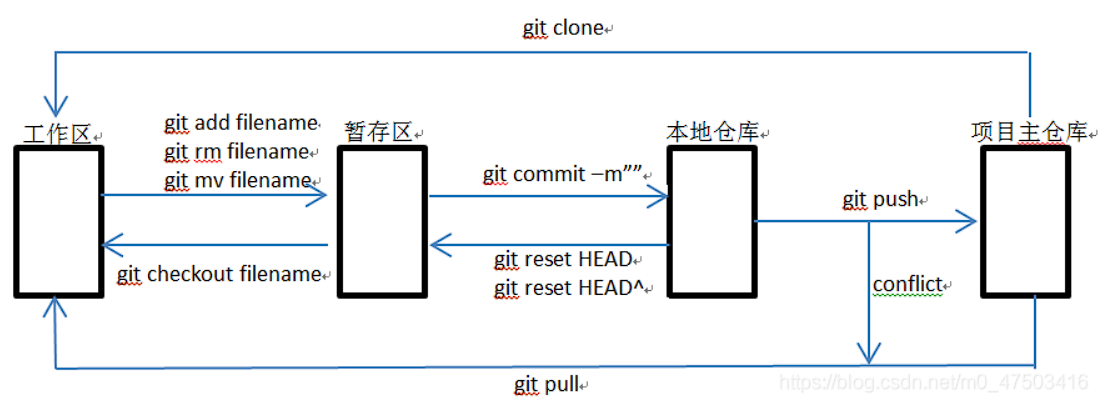 git clone
工作区
git add filename
git rm filename
git mv filename
暂存区
本地仓库
项目主仓库
git commit –m””
git push
git checkout filename
git reset HEAD
git reset HEAD^
conflict
git pull
https://blog.csdn.net/m0_47503416